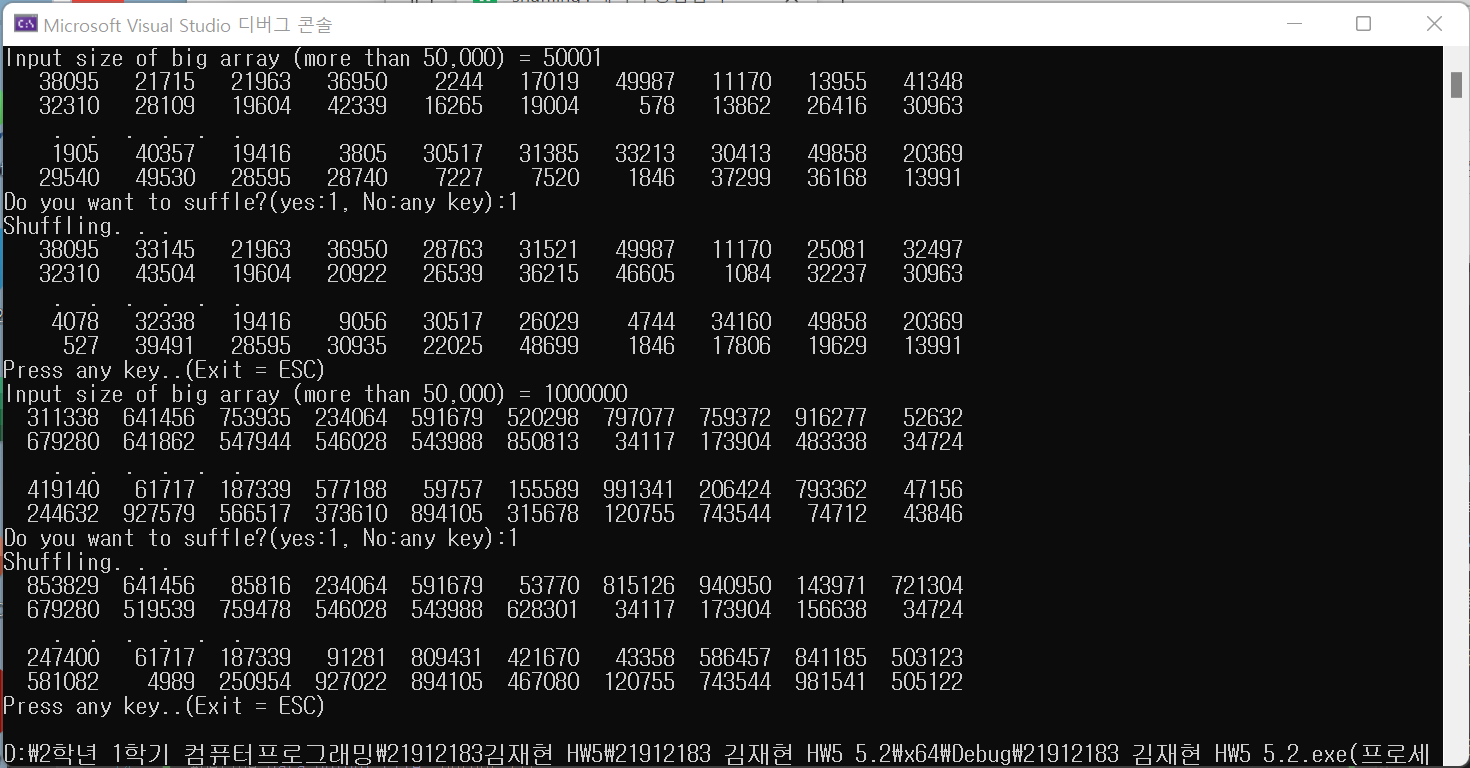 Microsoft Visual Studio 디버그 콘솔
Input size of big array (more than 50,000) = 50001
38095 21715 21963 36950 2244 17019 49987 11170 13955 41348
32310 28109 19604 42339 16265 19004 578 13862 26416 30963
. . . . . .
1905 40357 19416 3805 30517 31385 33213 30413 49858 20369
29540 49530 28595 28740 7227 7520 1846 37299 36168 13991
Do you want to suffle?(yes:1, No:any key):1
Shuffling. . .
38095 33145 21963 36950 28763 31521 49987 11170 25081 32497
32310 43504 19604 20922 26539 36215 46605 1084 32237 30963
. . . . . .
4078 32338 19416 9056 30517 26029 4744 34160 49858 20369
527 39491 28595 30935 22025 48699 1846 17806 19629 13991
Press any key..(Exit = ESC)
Input size of big array (more than 50,000) = 1000000
311338 641456 753935 234064 591679 520298 797077 759372 916277 52632
679280 641862 547944 546028 543988 850813 34117 173904 483338 34724
. . . . . .
419140 61717 187339 577188 59757 155589 991341 206424 793362 47156
244632 927579 566517 373610 894105 315678 120755 743544 74712 43846
Do you want to suffle?(yes:1, No:any key):1
Shuffling. . .
853829 641456 85816 234064 591679 53770 815126 940950 143971 721304
679280 519539 759478 546028 543988 628301 34117 173904 156638 34724
. . . . . .
247400 61717 187339 91281 809431 421670 43358 586457 841185 503123
581082 4989 250954 927022 894105 467080 120755 743544 981541 505122
Press any key..(Exit = ESC)
D:₩2학년 1학기 컴퓨터프로그래밍₩21912183김재현 HW5₩21912183 김재현 HW5 5.2₩x64₩Debug₩21912183 김재현 HW5 5.2.exe(프로세